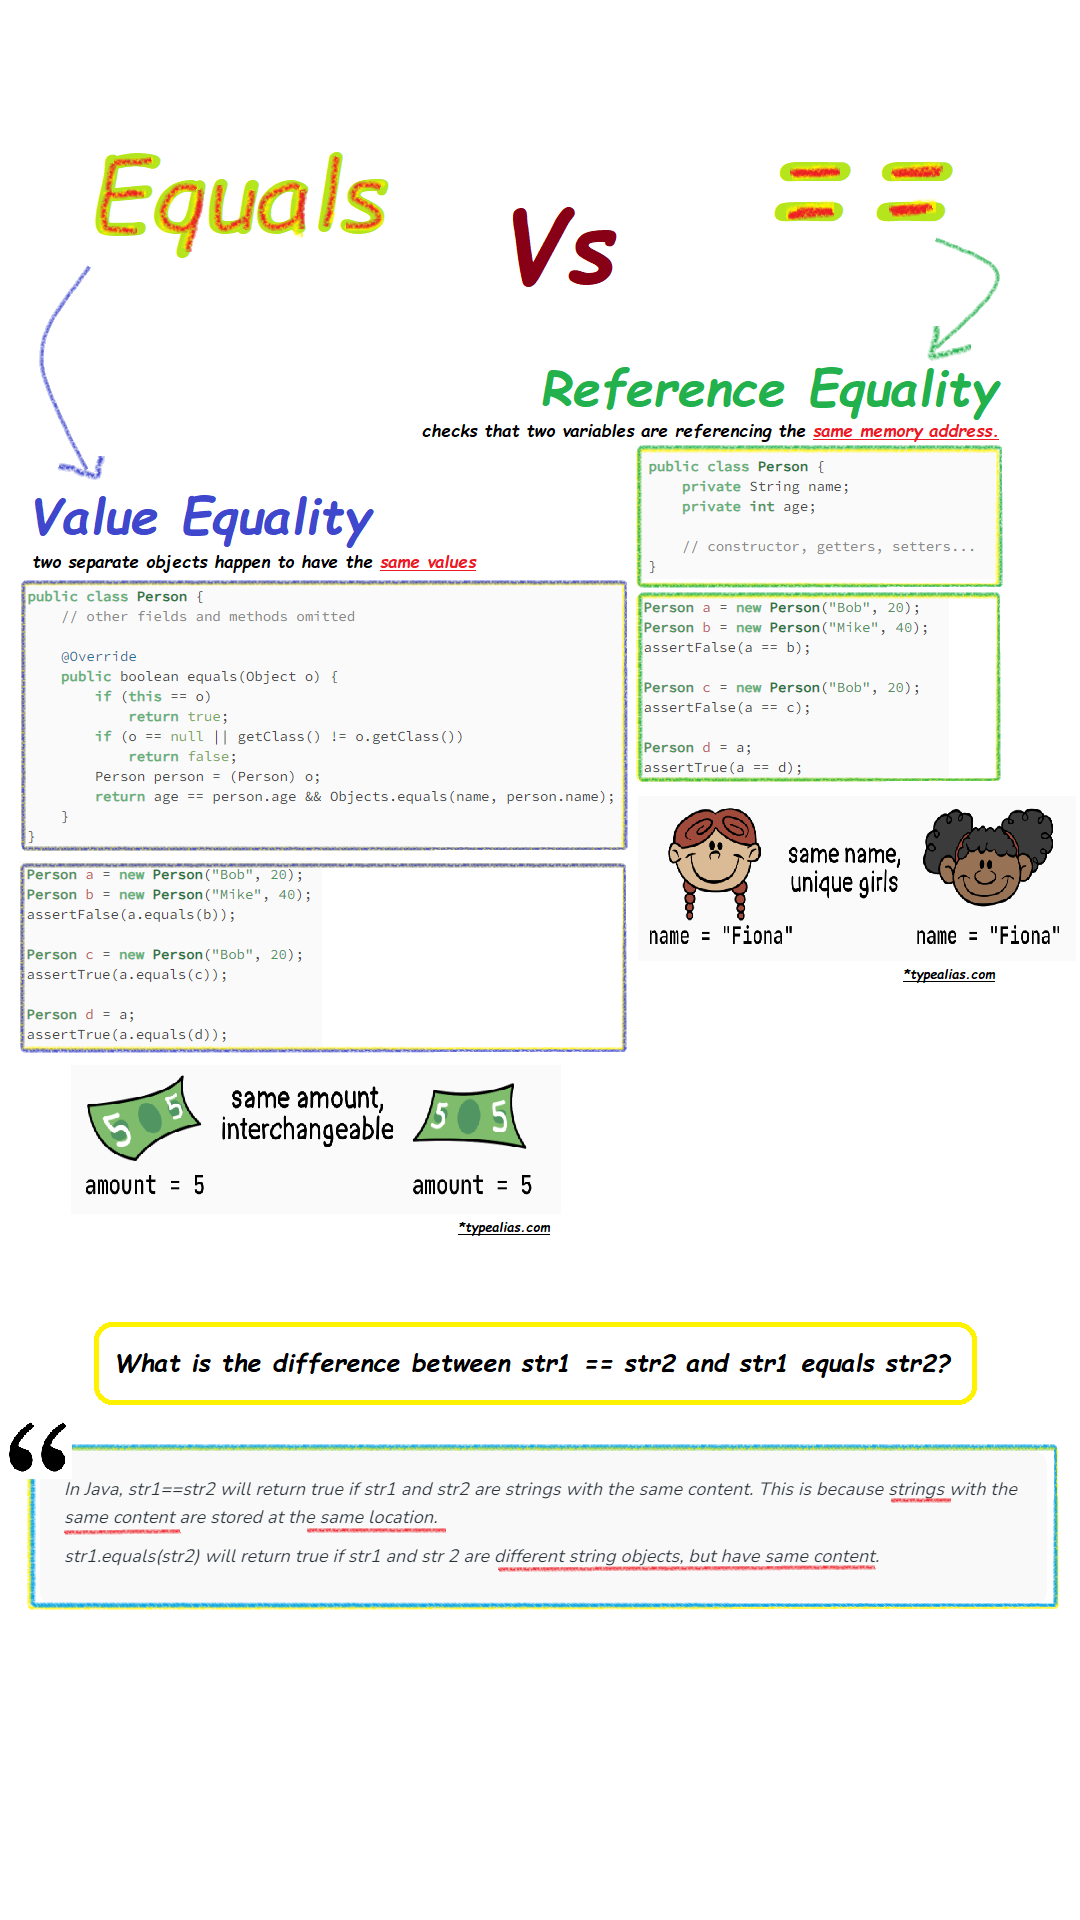 Equals
Vs
==
Reference Equality
checks that two variables are referencing the same memory address.
public class Person {
    private String name;
    private int age;

    // constructor, getters, setters...
}
Person a = new Person("Bob", 20);
Person b = new Person("Mike", 40);
assertFalse(a == b);

Person c = new Person("Bob", 20);
assertFalse(a == c);

Person d = a;
assertTrue(a == d);
same name,
unique girls
name = "Fiona"
name = "Fiona"
*typealias.com
Value Equality
two separate objects happen to have the same values
public class Person {
    // other fields and methods omitted

    @Override
    public boolean equals(Object o) {
        if (this == o)
            return true;
        if (o == null || getClass() != o.getClass())
            return false;
        Person person = (Person) o;
        return age == person.age && Objects.equals(name, person.name);
    }
}
Person a = new Person("Bob", 20);
Person b = new Person("Mike", 40);
assertFalse(a.equals(b));

Person c = new Person("Bob", 20);
assertTrue(a.equals(c));

Person d = a;
assertTrue(a.equals(d));
5 5
same amount,
interchangeable
5 5
amount = 5
amount = 5
*typealias.com
What is the difference between str1 == str2 and str1 equals str2?
“
In Java, str1==str2 will return true if str1 and str2 are strings with the same content. This is because strings with the
same content are stored at the same location.
str1.equals(str2) will return true if str1 and str 2 are different string objects, but have same content.